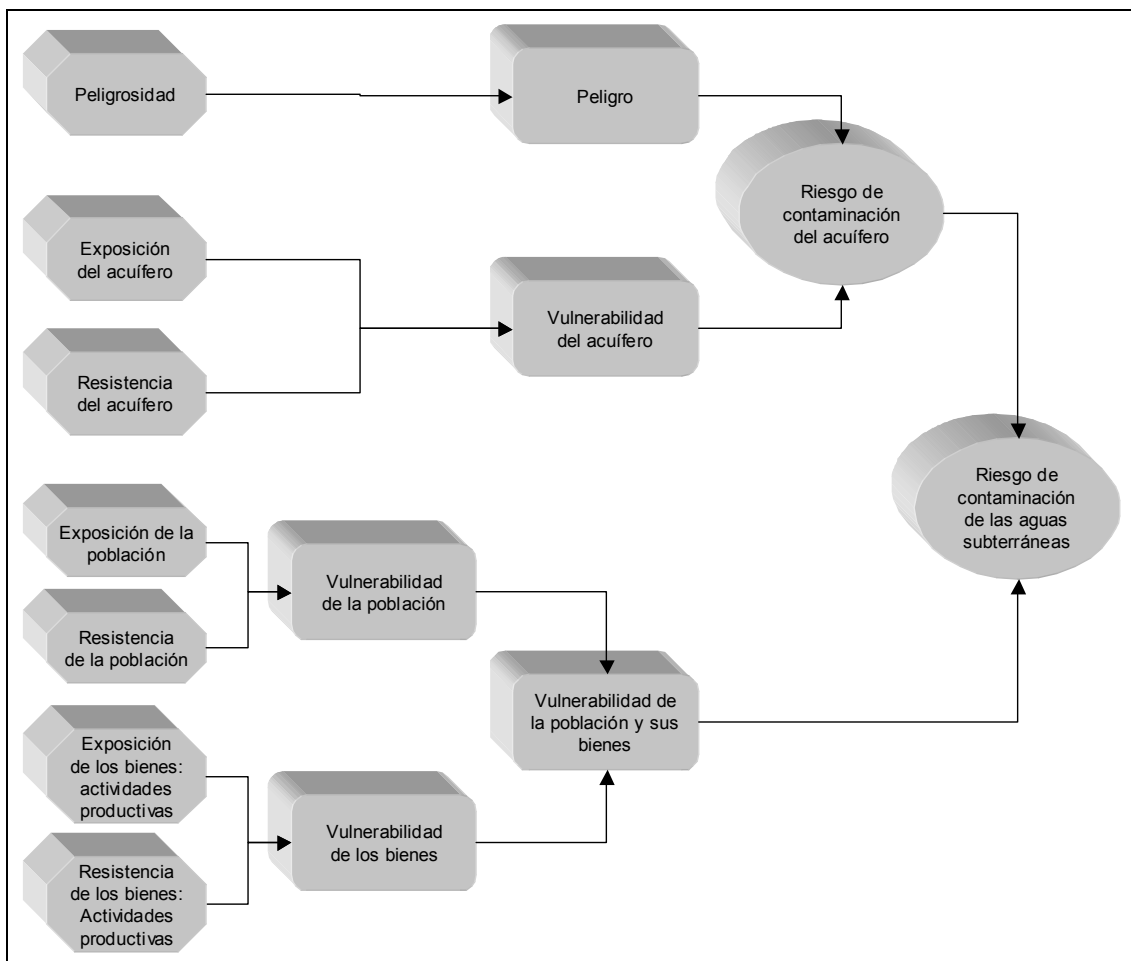 Peligrosidad
Peligro
Riesgo de
contaminación
del acuífero
Exposición
del acuífero
Vulnerabilidad
del acuífero
Resistencia
del acuífero
Riesgo de
contaminación
de las aguas
subterráneas
Exposición de la
población
Vulnerabilidad
de la población
Resistencia
de la población
Vulnerabilidad de
la población y sus
bienes
Exposición
de los bienes:
actividades
productivas
Vulnerabilidad
de los bienes
Resistencia
de los bienes:
Actividades
productivas